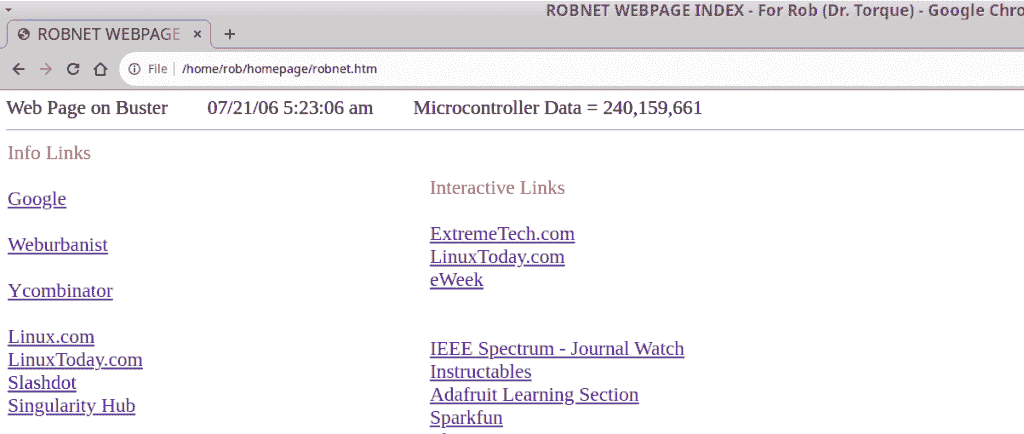 ROBNET WEBPAGE INDEX - For Rob (Dr. Torque) - Google Chro
ROBNET WEBPAGE
File /home/rob/homepage/robnet.htm
Web Page on Buster 07/21/06 5:23:06 am Microcontroller Data = 240,159,661
Info Links
Google
Weburbanist
Ycombinator
Linux.com
LinuxToday.com
Slashdot
Singularity Hub
Interactive Links
ExtremeTech.com
LinuxToday.com
eWeek
IEEE Spectrum - Journal Watch
Instructables
Adafruit Learning Section
Sparkfun